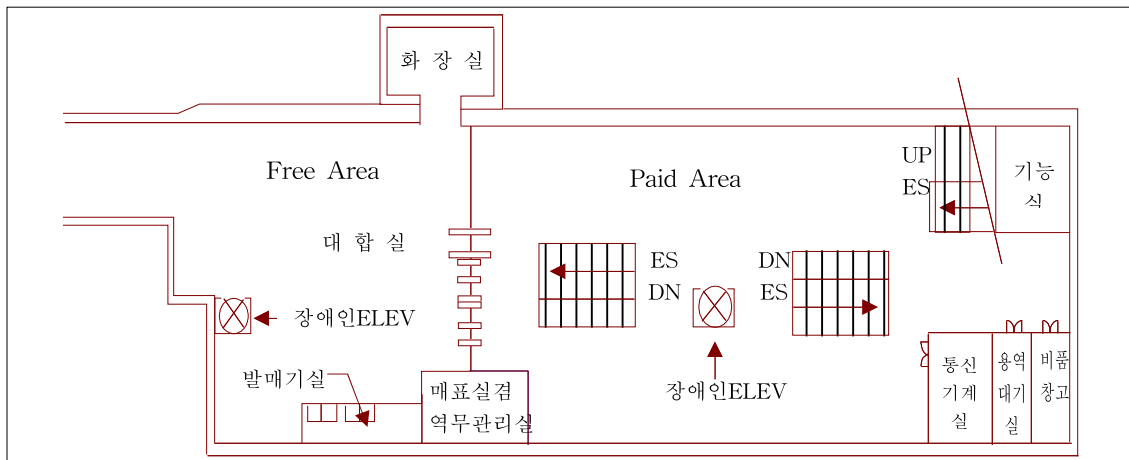 화 장 실
Free Area
Paid Area
UP
ES
기능
식
대 합 실
ES
DN
DN
ES
장애인ELEV
발매기실
매표실겸
역무관리실
장애인ELEV
통신
기계
실
용역
대기
실
비품
창고